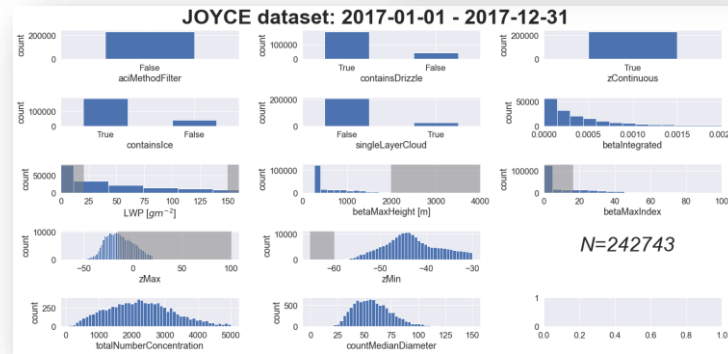 JOYCE dataset: 2017-01-01 - 2017-12-31
count
200000
0
False
aciMethodFilter
count
100000
0
True False
containsDrizzle
count
200000
0
True
zContinuous
count
100000
0
True False
containsIce
count
200000
0
False True
singleLayerCloud
count
50000
0
0.0000 0.0005 0.0010 0.0015 0.002
betaIntegrated
count
50000
0
0 25 50 75 100 125 150
LWP [gm⁻²]
count
100000
0
0 1000 2000 3000 4000
betaMaxHeight [m]
count
100000
0
0 20 40 60 80 100
betaMaxIndex
count
10000
0
−50 0 50 100
zMax
count
10000
0
−60 −50 −40 −30
zMin
N=242743
count
250
0
0 1000 2000 3000 4000 5000
totalNumberConcentration
count
500
0
0 25 50 75 100 125 150
countMedianDiameter
1
0
0.0 0.2 0.4 0.6 0.8 1.0